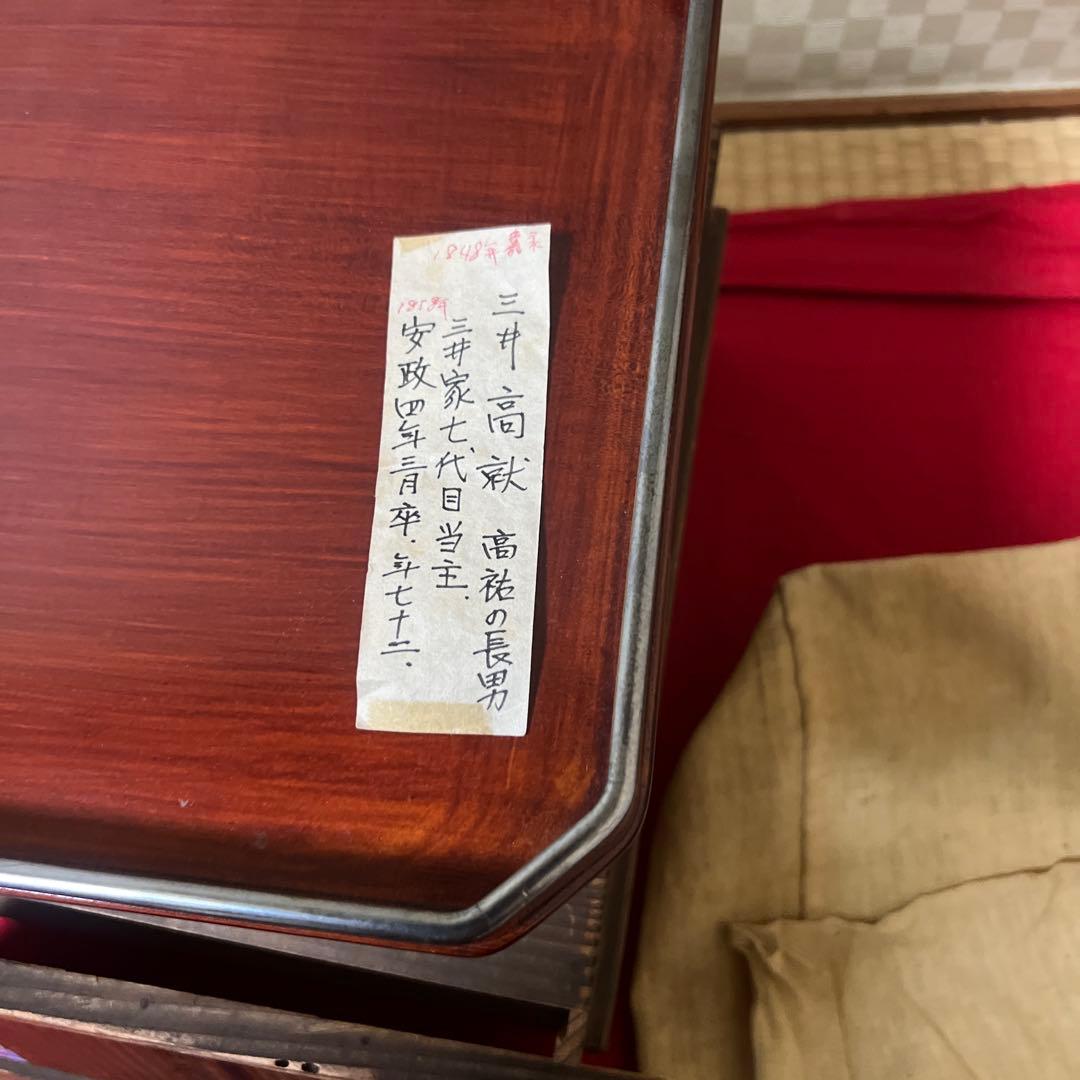 1848年嘉永
三井高就 高祐の長男
三井家七代目当主、
1858年
安政四年三月卒、年七十二、